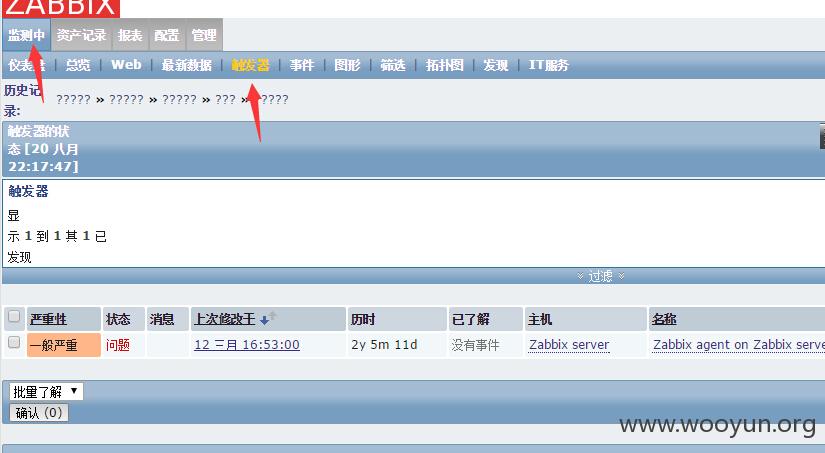 ZABBIX
监测中 资产记录 报表 配置 管理
仪表盘 | 总览 | Web | 最新数据 | 触发器 | 事件 | 图形 | 筛选 | 拓扑图 | 发现 | IT服务
历史记
录: ????? » ????? » ????? » ??? » ????
触发器的状
态 [20 八月
22:17:47]
触发器
显
示 1 到 1 其 1 已
发现
过滤
严重性 状态 消息 上次修改于 历时 已了解 主机 名称
一般严重 问题 12 三月 16:53:00 2y 5m 11d 没有事件 Zabbix server Zabbix agent on Zabbix serve
批量了解
确认 (0)
www.wooyun.org